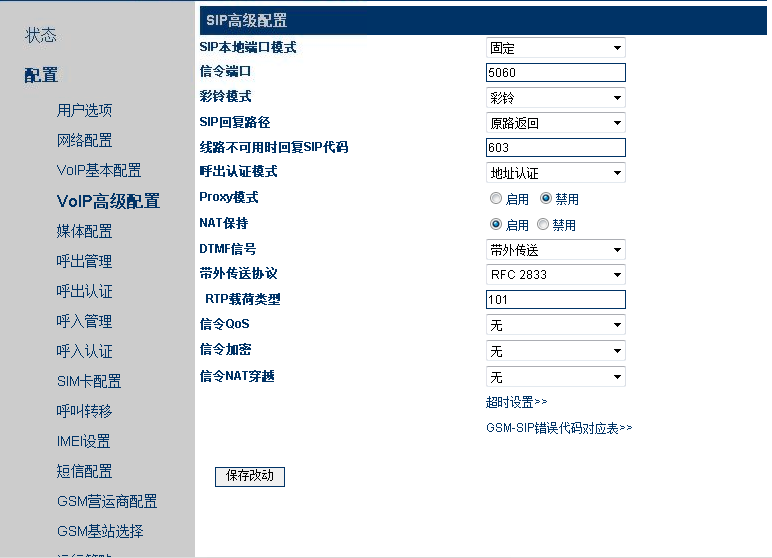 状态
配置
用户选项
网络配置
VoIP基本配置
VoIP高级配置
媒体配置
呼出管理
呼出认证
呼入管理
呼入认证
SIM卡配置
呼叫转移
IMEI设置
短信配置
GSM营运商配置
GSM基站选择
SIP高级配置
SIP本地端口模式 固定
信令端口 5060
彩铃模式 彩铃
SIP回复路径 原路返回
线路不可用时回复SIP代码 603
呼出认证模式 地址认证
Proxy模式 启用 禁用
NAT保持 启用 禁用
DTMF信号 带外传送
带外传送协议 RFC 2833
RTP载荷类型 101
信令QoS 无
信令加密 无
信令NAT穿越 无
超时设置>>
GSM-SIP错误代码对应表>>
保存改动